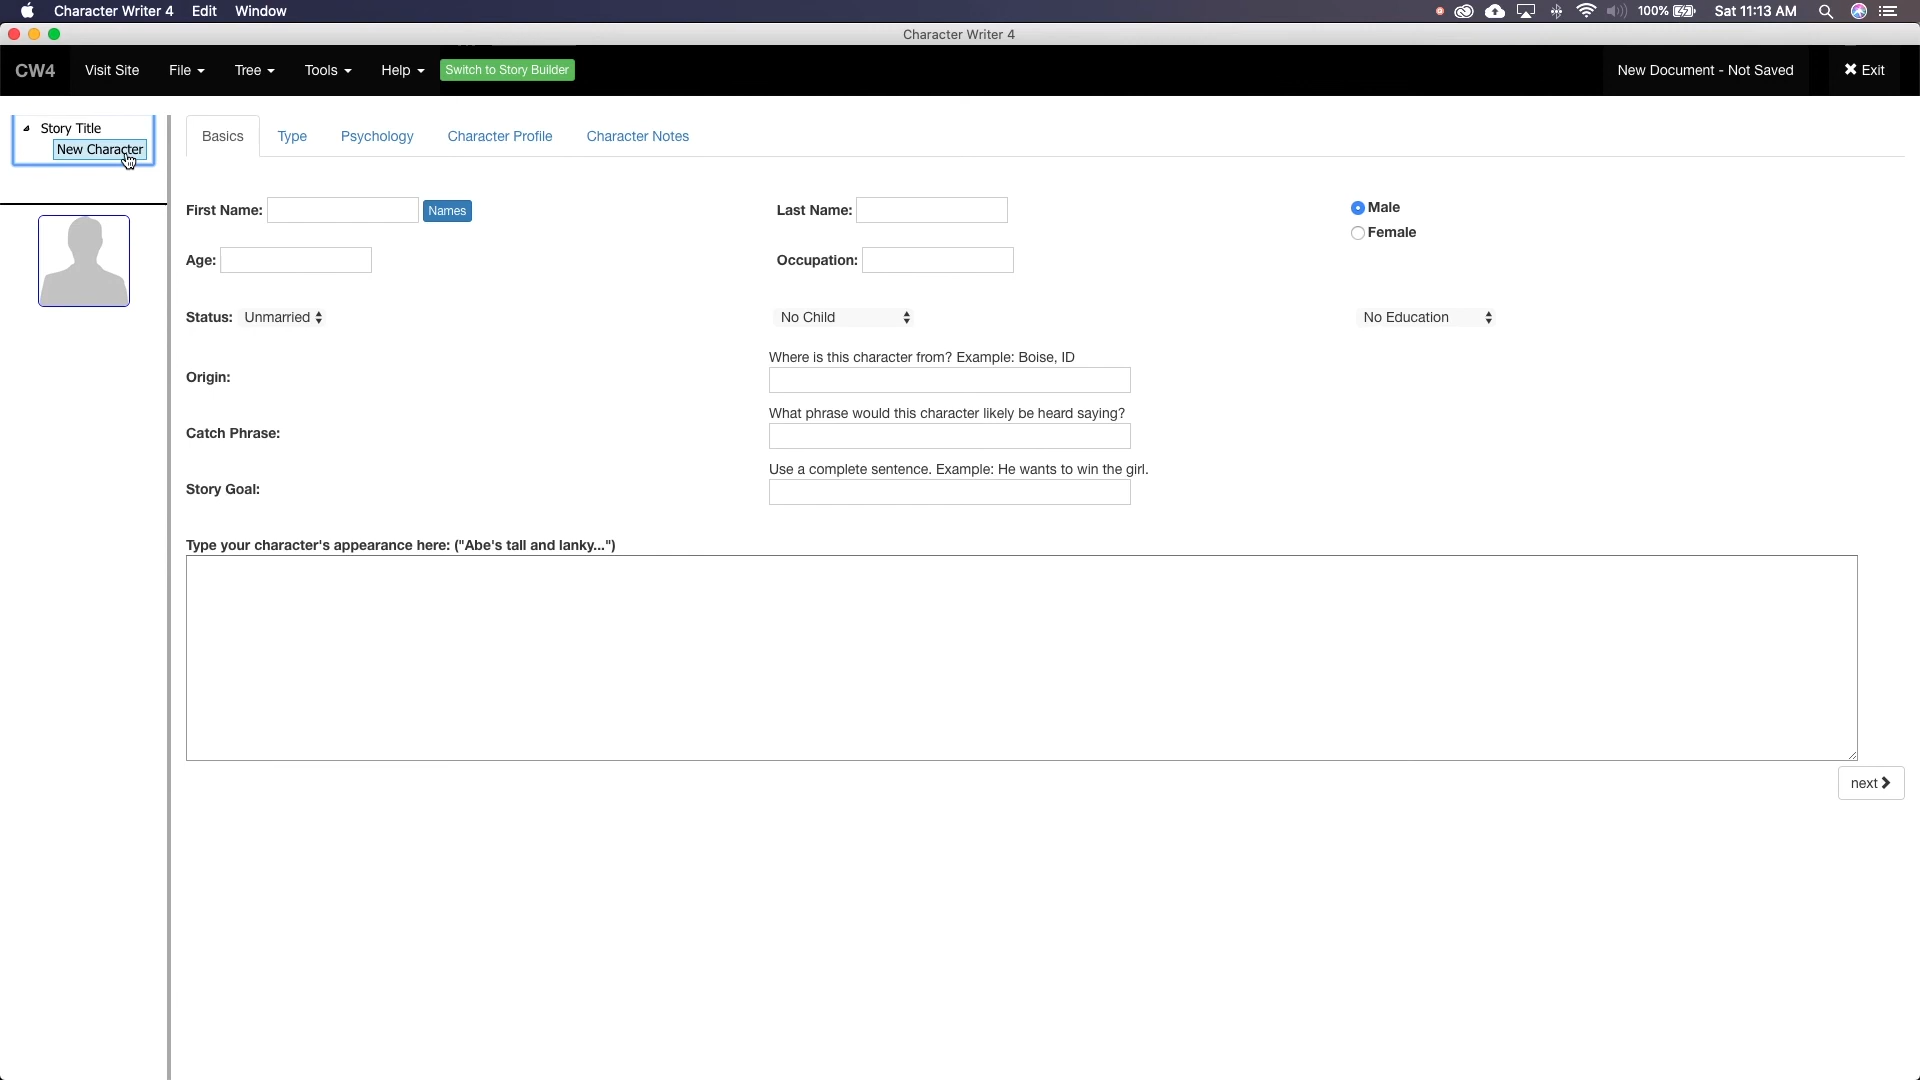 Character Writer 4 Edit Window 100% Sat 11:13 AM
Character Writer 4
CW4 Visit Site File Tree Tools Help Switch to Story Builder New Document - Not Saved Exit
Story Title
New Character
Basics Type Psychology Character Profile Character Notes
First Name: Names Last Name: Male
Female
Age: Occupation:
Status: Unmarried No Child No Education
Where is this character from? Example: Boise, ID
Origin:
What phrase would this character likely be heard saying?
Catch Phrase:
Use a complete sentence. Example: He wants to win the girl.
Story Goal:
Type your character's appearance here: ("Abe's tall and lanky...")
next